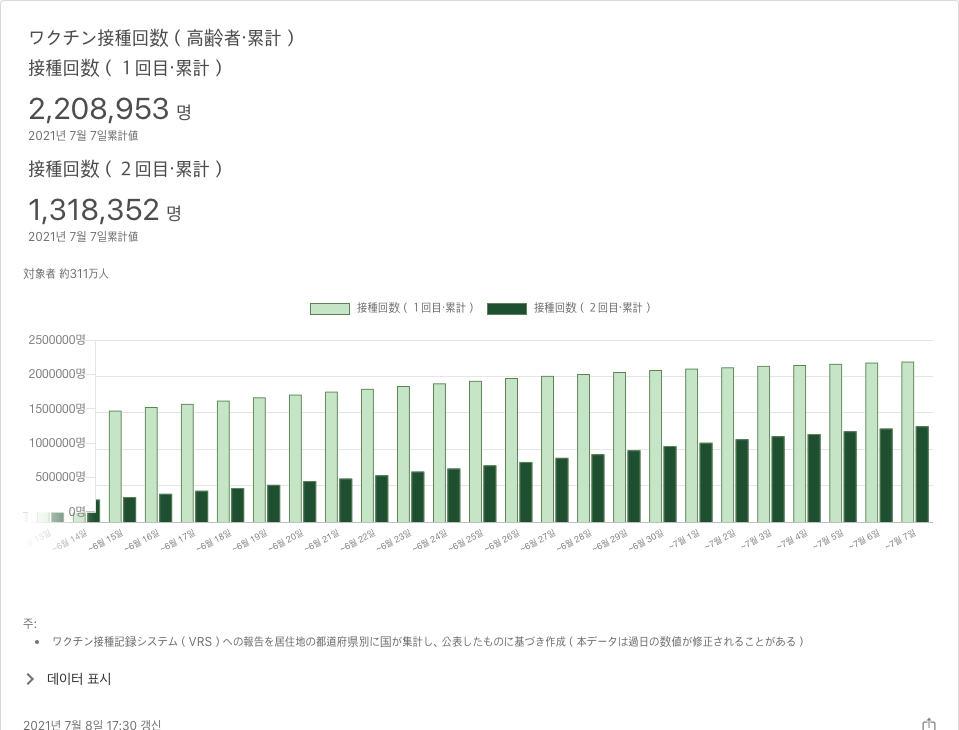 ワクチン接種回数 ( 高齢者·累計 )
接種回数 ( １回目·累計 )
2,208,953 명
2021년 7월 7일累計値
接種回数 ( ２回目·累計 )
1,318,352 명
2021년 7월 7일累計値
対象者 約311万人
接種回数 ( １回目·累計 ) 接種回数 ( ２回目·累計 )
2500000명
2000000명
1500000명
1000000명
500000명
0명
~6월 14일 ~6월 15일 ~6월 16일 ~6월 17일 ~6월 18일 ~6월 19일 ~6월 20일 ~6월 21일 ~6월 22일 ~6월 23일 ~6월 24일 ~6월 25일 ~6월 26일 ~6월 27일 ~6월 28일 ~6월 29일 ~6월 30일 ~7월 1일 ~7월 2일 ~7월 3일 ~7월 4일 ~7월 5일 ~7월 6일 ~7월 7일
주:
• ワクチン接種記録システム ( VRS ) への報告を居住地の都道府県別に国が集計し、公表したものに基づき作成 ( 本データは過日の数値が修正されることがある )
데이터 표시
2021년 7월 8일 17:30 갱신